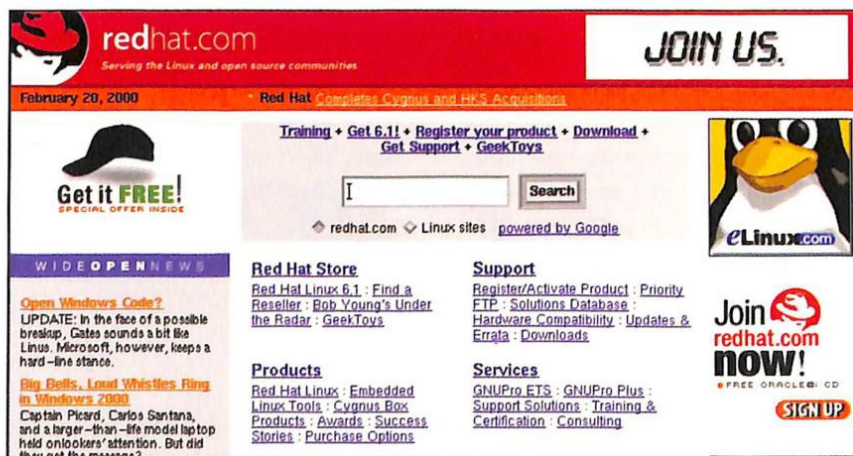 redhat.com
Serving the Linux and open source communities
JOIN US.
February 20, 2000
* Red Hat Completes Cygnus and HKS Acquisitions
Get it FREE!
SPECIAL OFFER INSIDE
Training + Get 6.1! + Register your product + Download +
Get Support + GeekToys
Search
redhat.com Linux sites powered by Google
eLinux.com
WIDEOPENNEWS
Open Windows Code?
UPDATE: In the face of a possible
breakup, Gates sounds a bit like
Linus. Microsoft, however, keeps a
hard-line stance.
Big Bells, Loud Whistles Ring
in Windows 2000
Captain Picard, Carlos Santana,
and a larger-than-life model laptop
held onlookers' attention. But did
they get the message?
Red Hat Store
Red Hat Linux 6.1 : Find a
Reseller : Bob Young's Under
the Radar : GeekToys
Products
Red Hat Linux : Embedded
Linux Tools : Cygnus Box
Products : Awards : Success
Stories : Purchase Options
Support
Register/Activate Product : Priority
FTP : Solutions Database :
Hardware Compatibility : Updates &
Errata : Downloads
Services
GNUPro ETS : GNUPro Plus :
Support Solutions : Training &
Certification : Consulting
Join
redhat.com
now!
FREE ORACLE8i CD
SIGN UP